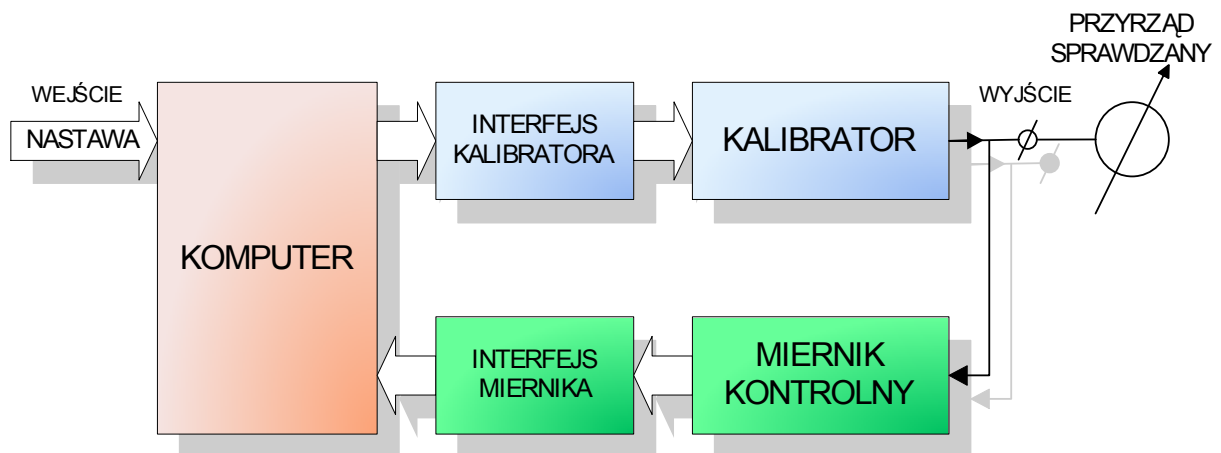 WEJŚCIE
NASTAWA
KOMPUTER
INTERFEJS
KALIBRATORA
KALIBRATOR
WYJŚCIE
PRZYRZĄD
SPRAWDZANY
INTERFEJS
MIERNIKA
MIERNIK
KONTROLNY